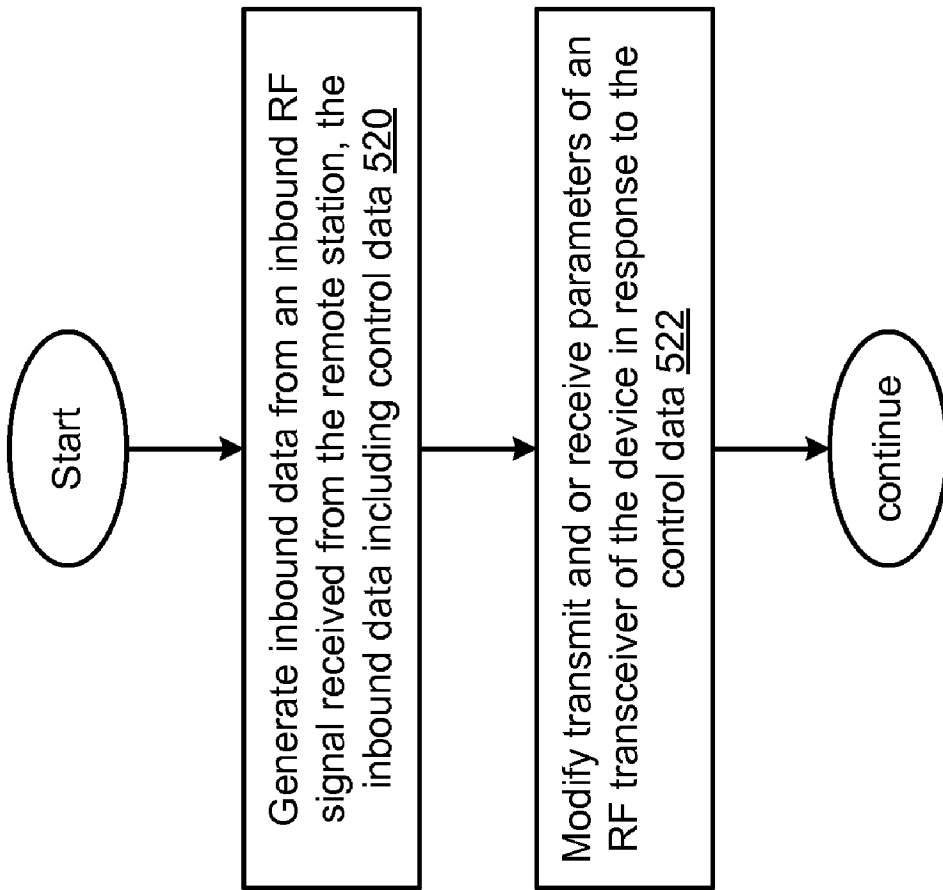 Start
Generate inbound data from an inbound RF
signal received from the remote station, the
inbound data including control data 520
Modify transmit and or receive parameters of an
RF transceiver of the device in response to the
control data 522
continue